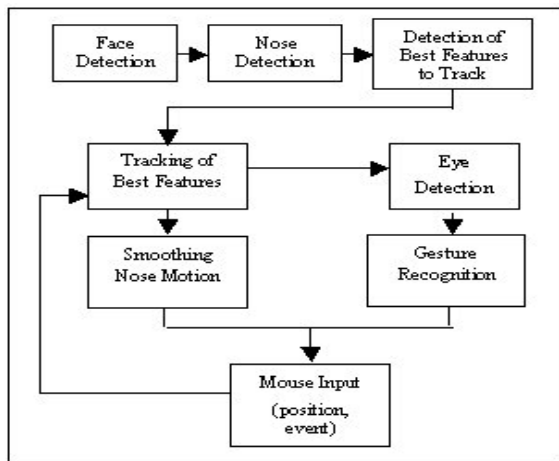 Face
Detection
Nose
Detection
Detection of
Best Features
to Track
Tracking of
Best Features
Eye
Detection
Smoothing
Nose Motion
Gesture
Recognition
Mouse Input
(position,
event)